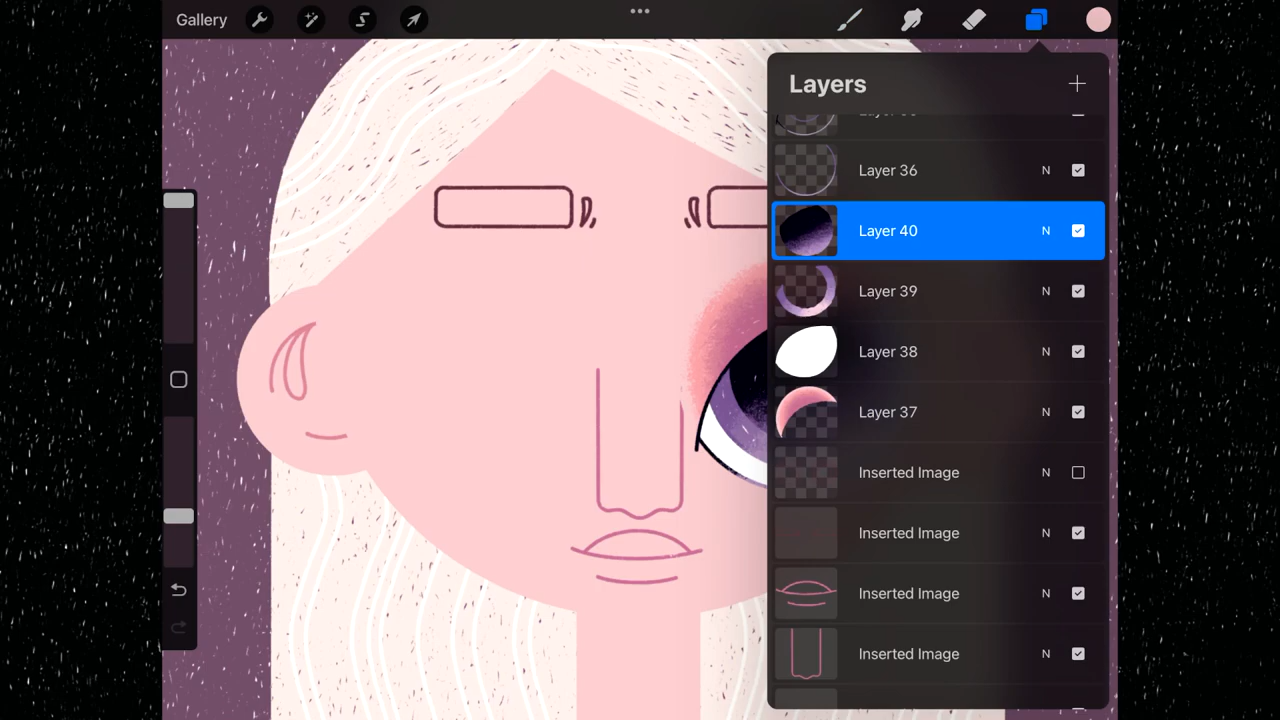 Gallery
Layers
Layer 36 N
Layer 40 N
Layer 39 N
Layer 38 N
Layer 37 N
Inserted Image N
Inserted Image N
Inserted Image N
Inserted Image N